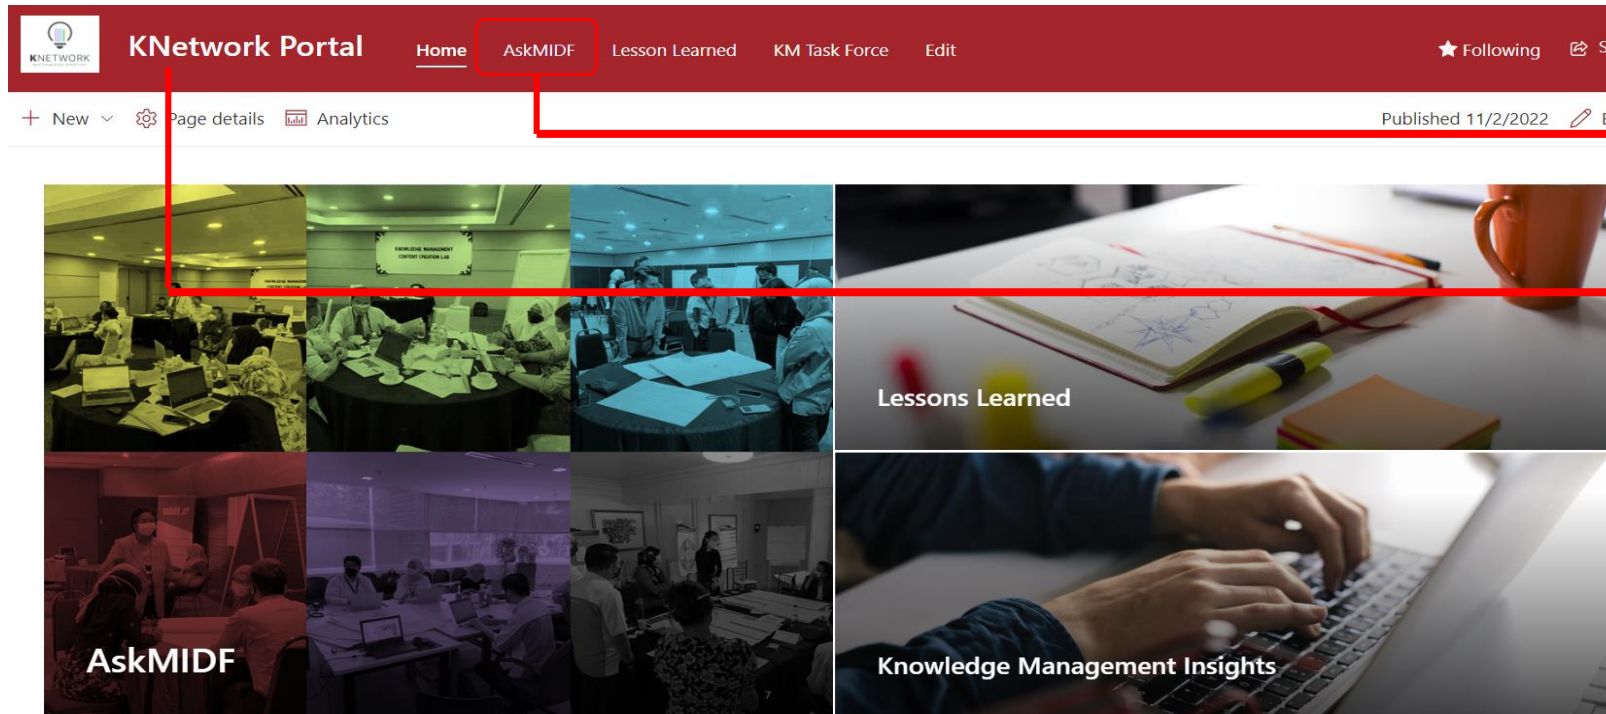 KNETWORK
KNetwork Portal
Home
AskMIDF
Lesson Learned
KM Task Force
Edit
Following
S
New
Page details
Analytics
Published 11/2/2022
E
KNOWLEDGE MANAGEMENT
CONTENT CREATION LAB
Lessons Learned
AskMIDF
7
Knowledge Management Insights